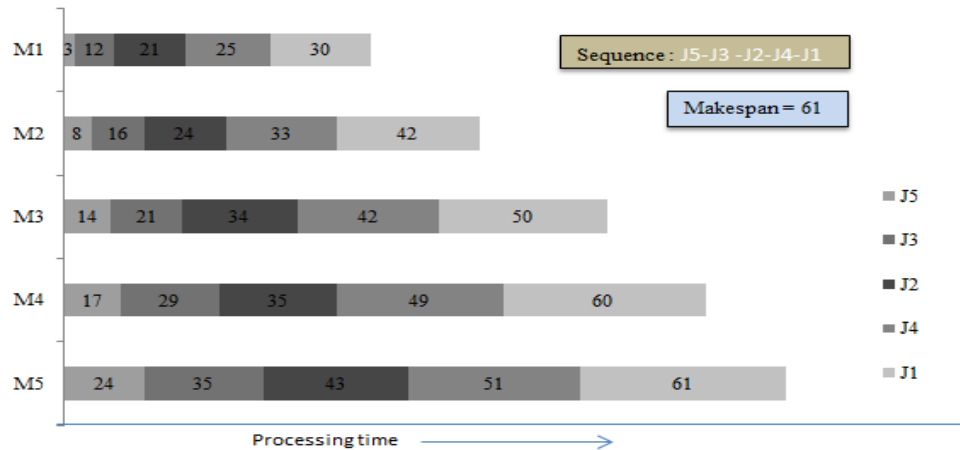 M1 3 12 21 25 30
Sequence : J5-J3 -J2-J4-J1
Makespan = 61
M2 8 16 24 33 42
M3 14 21 34 42 50
M4 17 29 35 49 60
M5 24 35 43 51 61
J5
J3
J2
J4
J1
Processing time